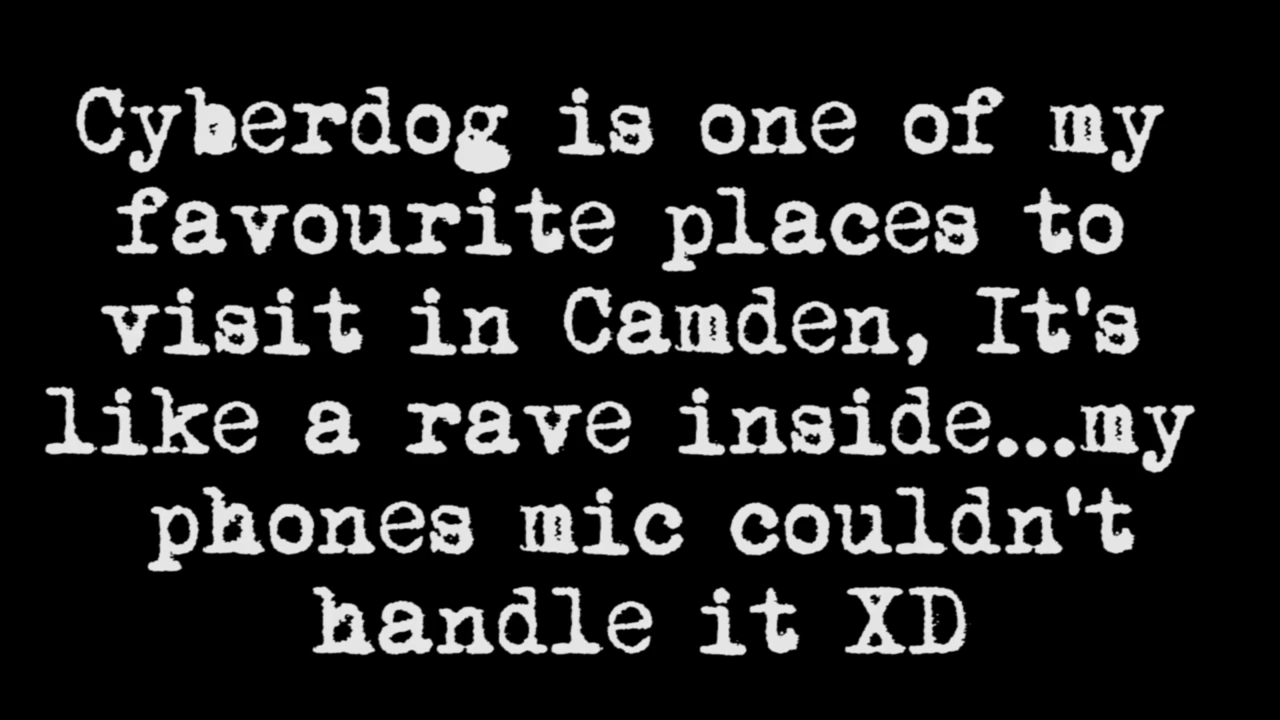 Cyberdog is one of my
favourite places to
visit in Camden, It's
like a rave inside...my
phones mic couldn't
handle it XD